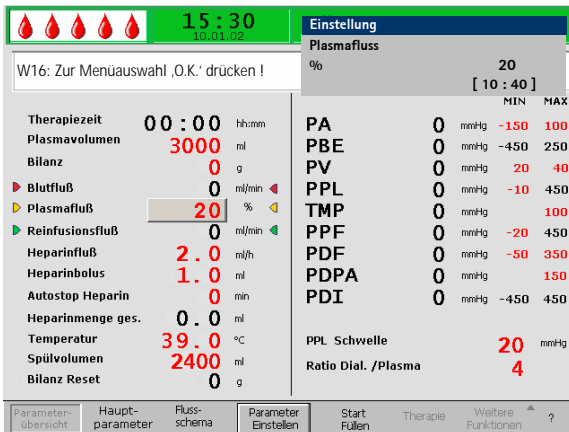 15:30
10.01.02
Einstellung
Plasmafluss
% 20
[ 10 : 40 ]
W16: Zur Menüauswahl ‚O.K.’ drücken !
MIN MAX
Therapiezeit 00:00 hh:mm
Plasmavolumen 3000 ml
Bilanz 0 g
Blutfluß 0 ml/min
Plasmafluß 20 %
Reinfusionsfluß 0 ml/min
Heparinfluß 2.0 ml/h
Heparinbolus 1.0 ml
Autostop Heparin 0 min
Heparinmenge ges. 0.0 ml
Temperatur 39.0 °C
Spülvolumen 2400 ml
Bilanz Reset 0 g
PA 0 mmHg -150 100
PBE 0 mmHg -450 250
PV 0 mmHg 20 40
PPL 0 mmHg -10 450
TMP 0 mmHg 100
PPF 0 mmHg -20 450
PDF 0 mmHg -50 350
PDPA 0 mmHg 150
PDI 0 mmHg -450 450
PPL Schwelle 20 mmHg
Ratio Dial. /Plasma 4
Parameter-
übersicht
Haupt-
parameter
Fluss-
schema
Parameter
Einstellen
Start
Füllen
Therapie
Weitere
Funktionen
?